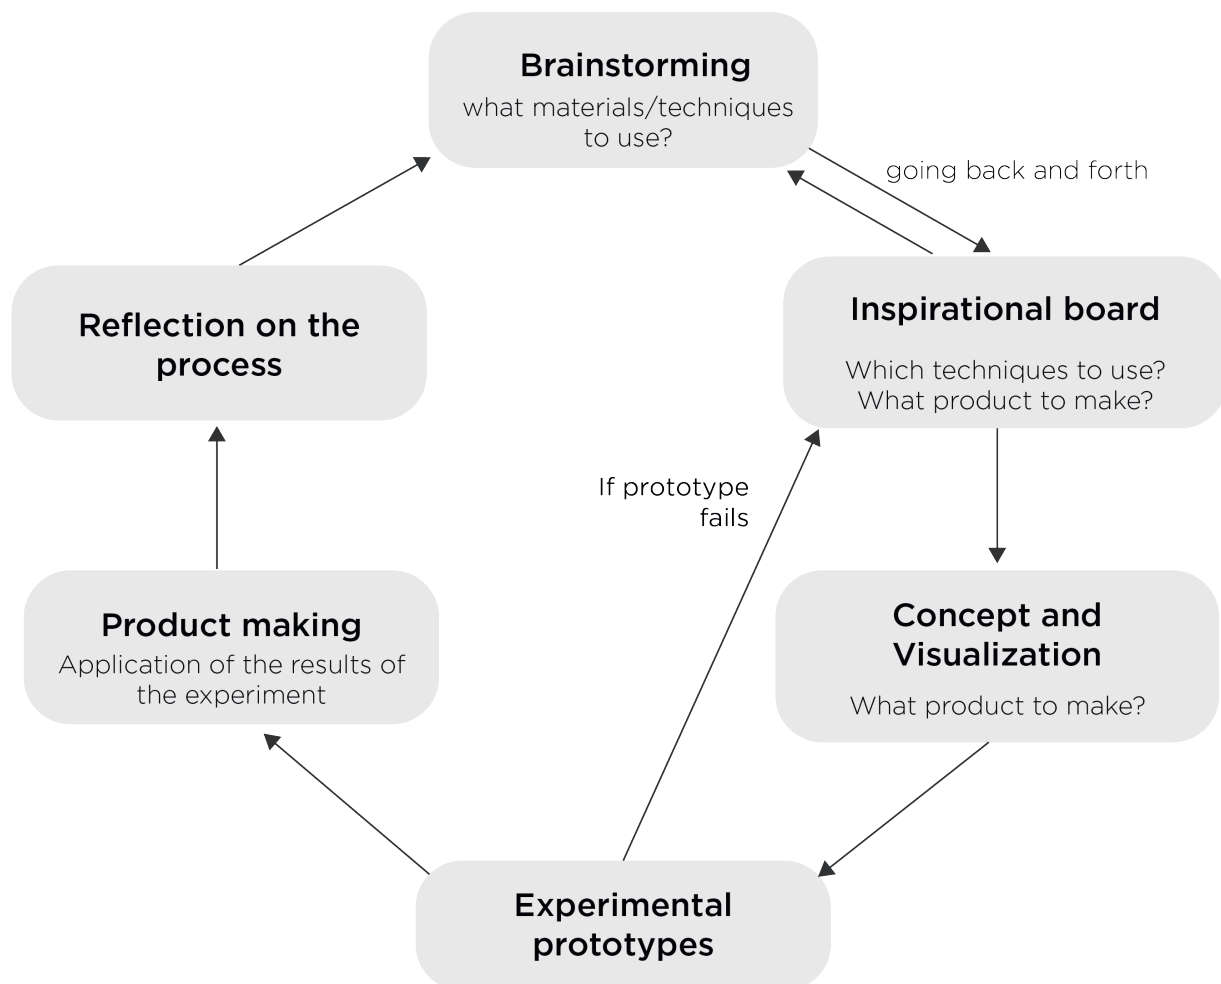 Brainstorming
what materials/techniques
to use?
going back and forth
Inspirational board
Which techniques to use?
What product to make?
Reflection on the
process
If prototype
fails
Concept and
Visualization
What product to make?
Product making
Application of the results of
the experiment
Experimental
prototypes